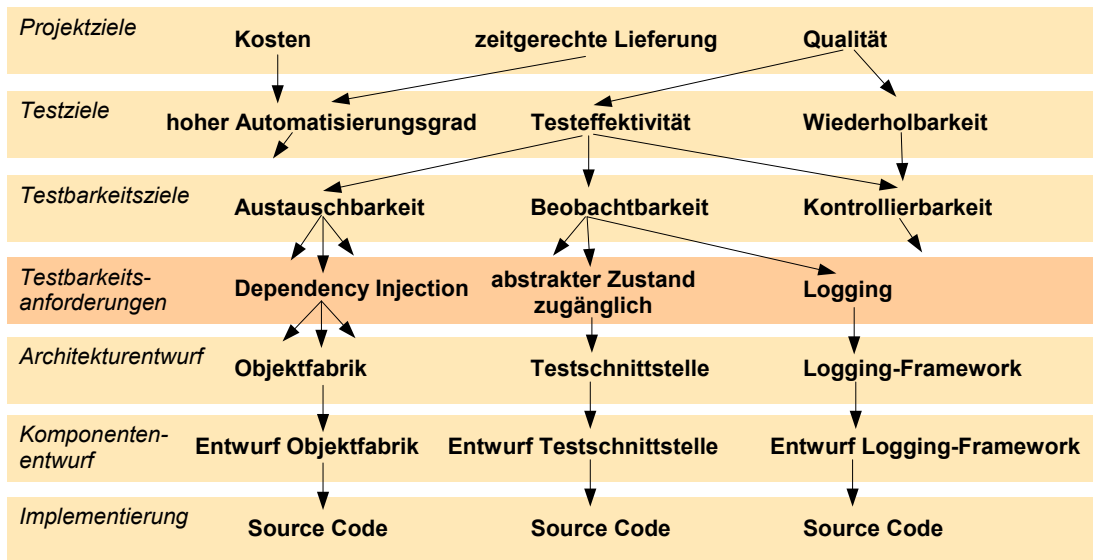 Projektziele
Kosten
zeitgerechte Lieferung
Qualität
Testziele
hoher Automatisierungsgrad
Testeffektivität
Wiederholbarkeit
Testbarkeitsziele
Austauschbarkeit
Beobachtbarkeit
Kontrollierbarkeit
Testbarkeits-
anforderungen
Dependency Injection
abstrakter Zustand
zugänglich
Logging
Architekturentwurf
Objektfabrik
Testschnittstelle
Logging-Framework
Komponenten-
entwurf
Entwurf Objektfabrik
Entwurf Testschnittstelle
Entwurf Logging-Framework
Implementierung
Source Code
Source Code
Source Code